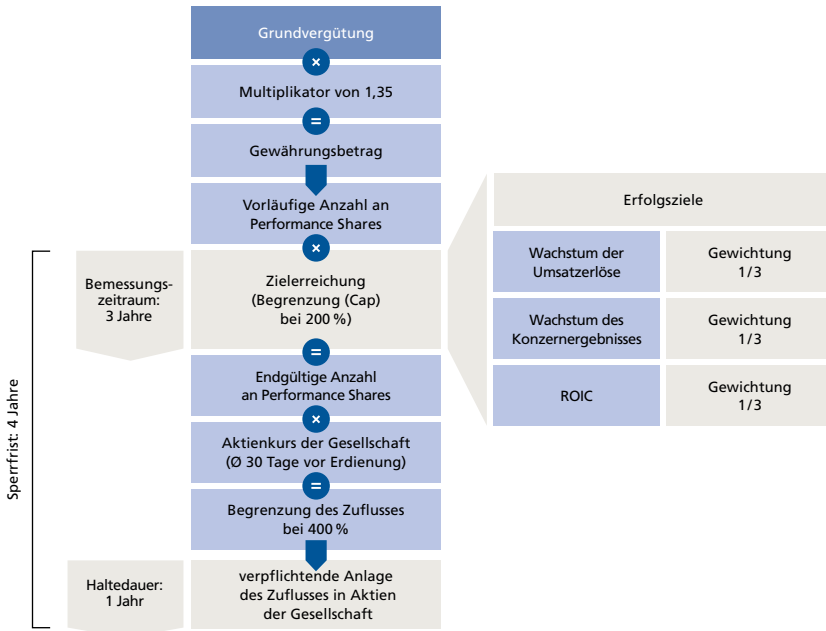 Grundvergütung
×
Multiplikator von 1,35
=
Gewährungsbetrag
Vorläufige Anzahl an
Performance Shares
×
Sperrfrist: 4 Jahre
Bemessungs-
zeitraum:
3 Jahre
Zielerreichung
(Begrenzung (Cap)
bei 200 %)
=
Endgültige Anzahl
an Performance Shares
×
Aktienkurs der Gesellschaft
(Ø 30 Tage vor Erdienung)
=
Begrenzung des Zuflusses
bei 400 %
Haltedauer:
1 Jahr
verpflichtende Anlage
des Zuflusses in Aktien
der Gesellschaft
Erfolgsziele
Wachstum der
Umsatzerlöse
Gewichtung
1/3
Wachstum des
Konzernergebnisses
Gewichtung
1/3
ROIC
Gewichtung
1/3